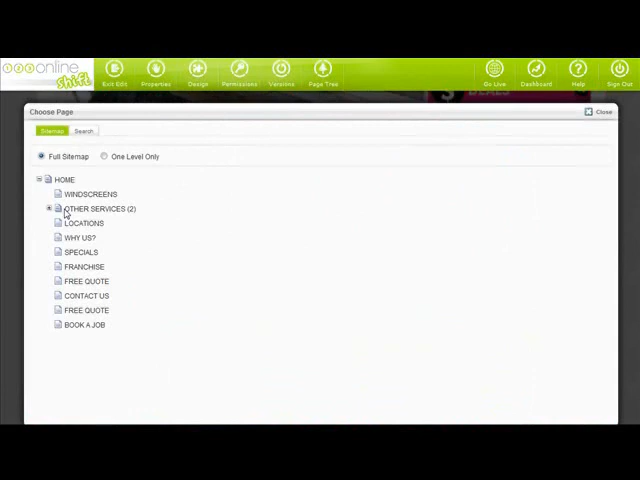 123online
shift
Exit Edit
Properties
Design
Permissions
Versions
Page Tree
Go Live
Dashboard
Help
Sign Out
DEALS
Choose Page
Close
Sitemap
Search
Full Sitemap
One Level Only
HOME
WINDSCREENS
OTHER SERVICES (2)
LOCATIONS
WHY US?
SPECIALS
FRANCHISE
FREE QUOTE
CONTACT US
FREE QUOTE
BOOK A JOB